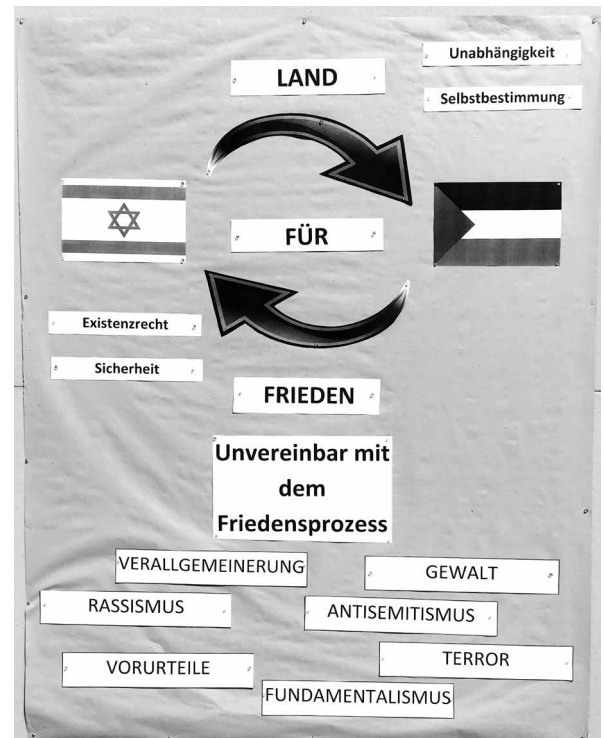 LAND
Unabhängigkeit
Selbstbestimmung
FÜR
Existenzrecht
Sicherheit
FRIEDEN
Unvereinbar mit
dem
Friedensprozess
VERALLGEMEINERUNG
GEWALT
RASSISMUS
ANTISEMITISMUS
VORURTEILE
TERROR
FUNDAMENTALISMUS